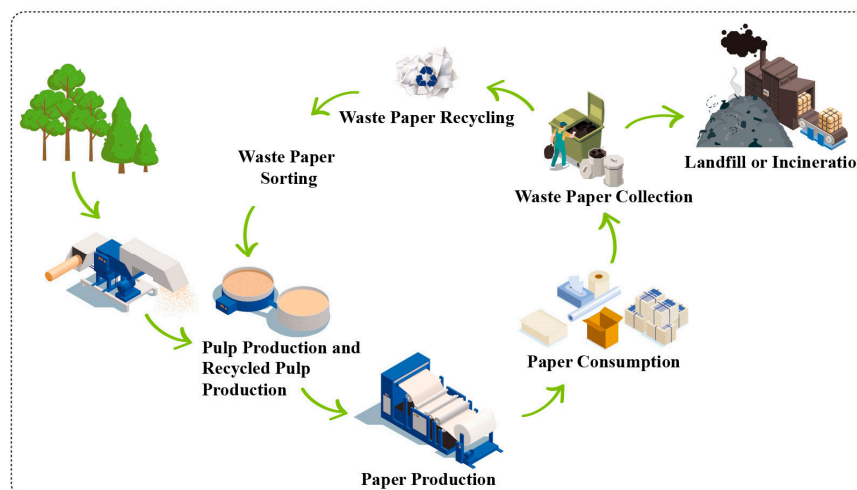 Waste Paper Recycling
Landfill or Incineratio
Waste Paper
Sorting
Waste Paper Collection
Pulp Production and
Recycled Pulp
Production
Paper Consumption
Paper Production